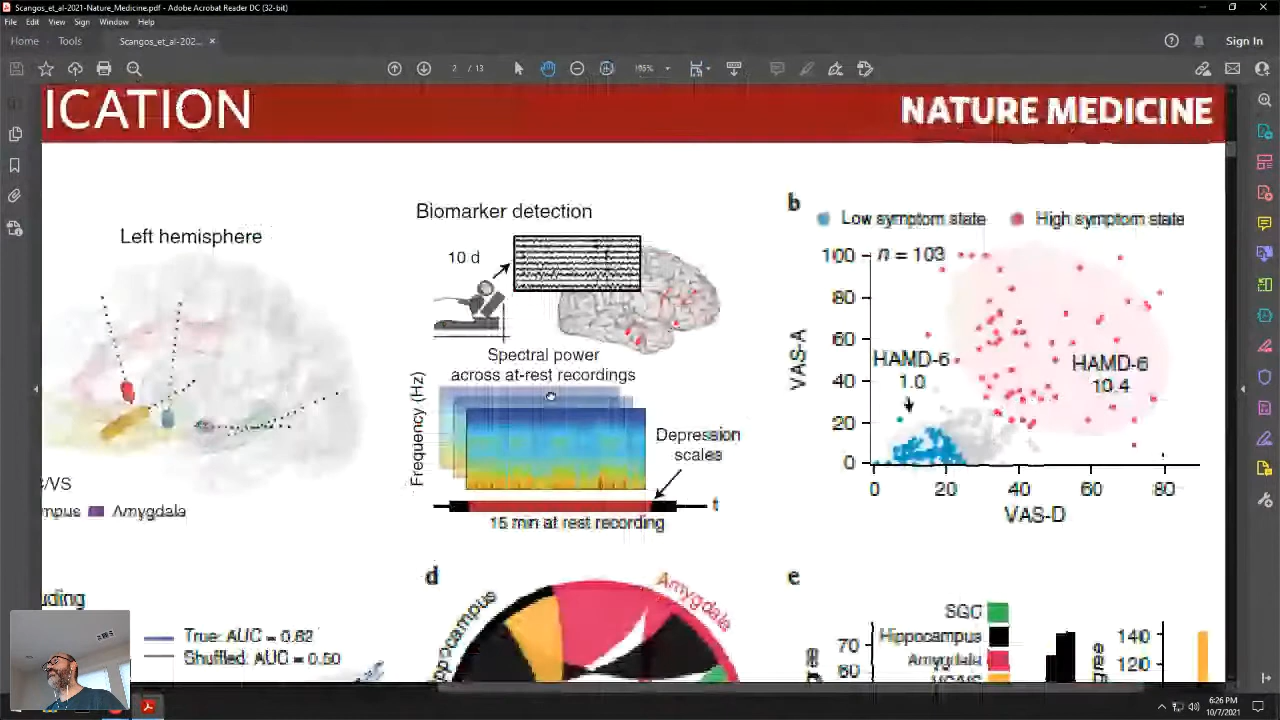 Scangos_et_al-2021-Nature_Medicine.pdf - Adobe Acrobat Reader DC (32-bit)
File Edit View Sign Window Help
Home Tools Scangos_et_al-202... × Sign In
2 / 13
ICATION
NATURE MEDICINE
Left hemisphere
/VS
Amygdala
Biomarker detection
10 d
Spectral power
across at-rest recordings
Frequency (Hz)
Depression
scales
t
15 min at rest recording
b
Low symptom state
High symptom state
n = 103
100
80
60
40
20
0
VAS-A
HAMD-6
1.0
HAMD-6
10.4
0 20 40 60 80
VAS-D
True: AUC = 0.82
Shuffled: AUC = 0.50
d
Amygdala
e
SGC
Hippocampus
Amygdala
70
60
140
120
6:26 PM
10/7/2021